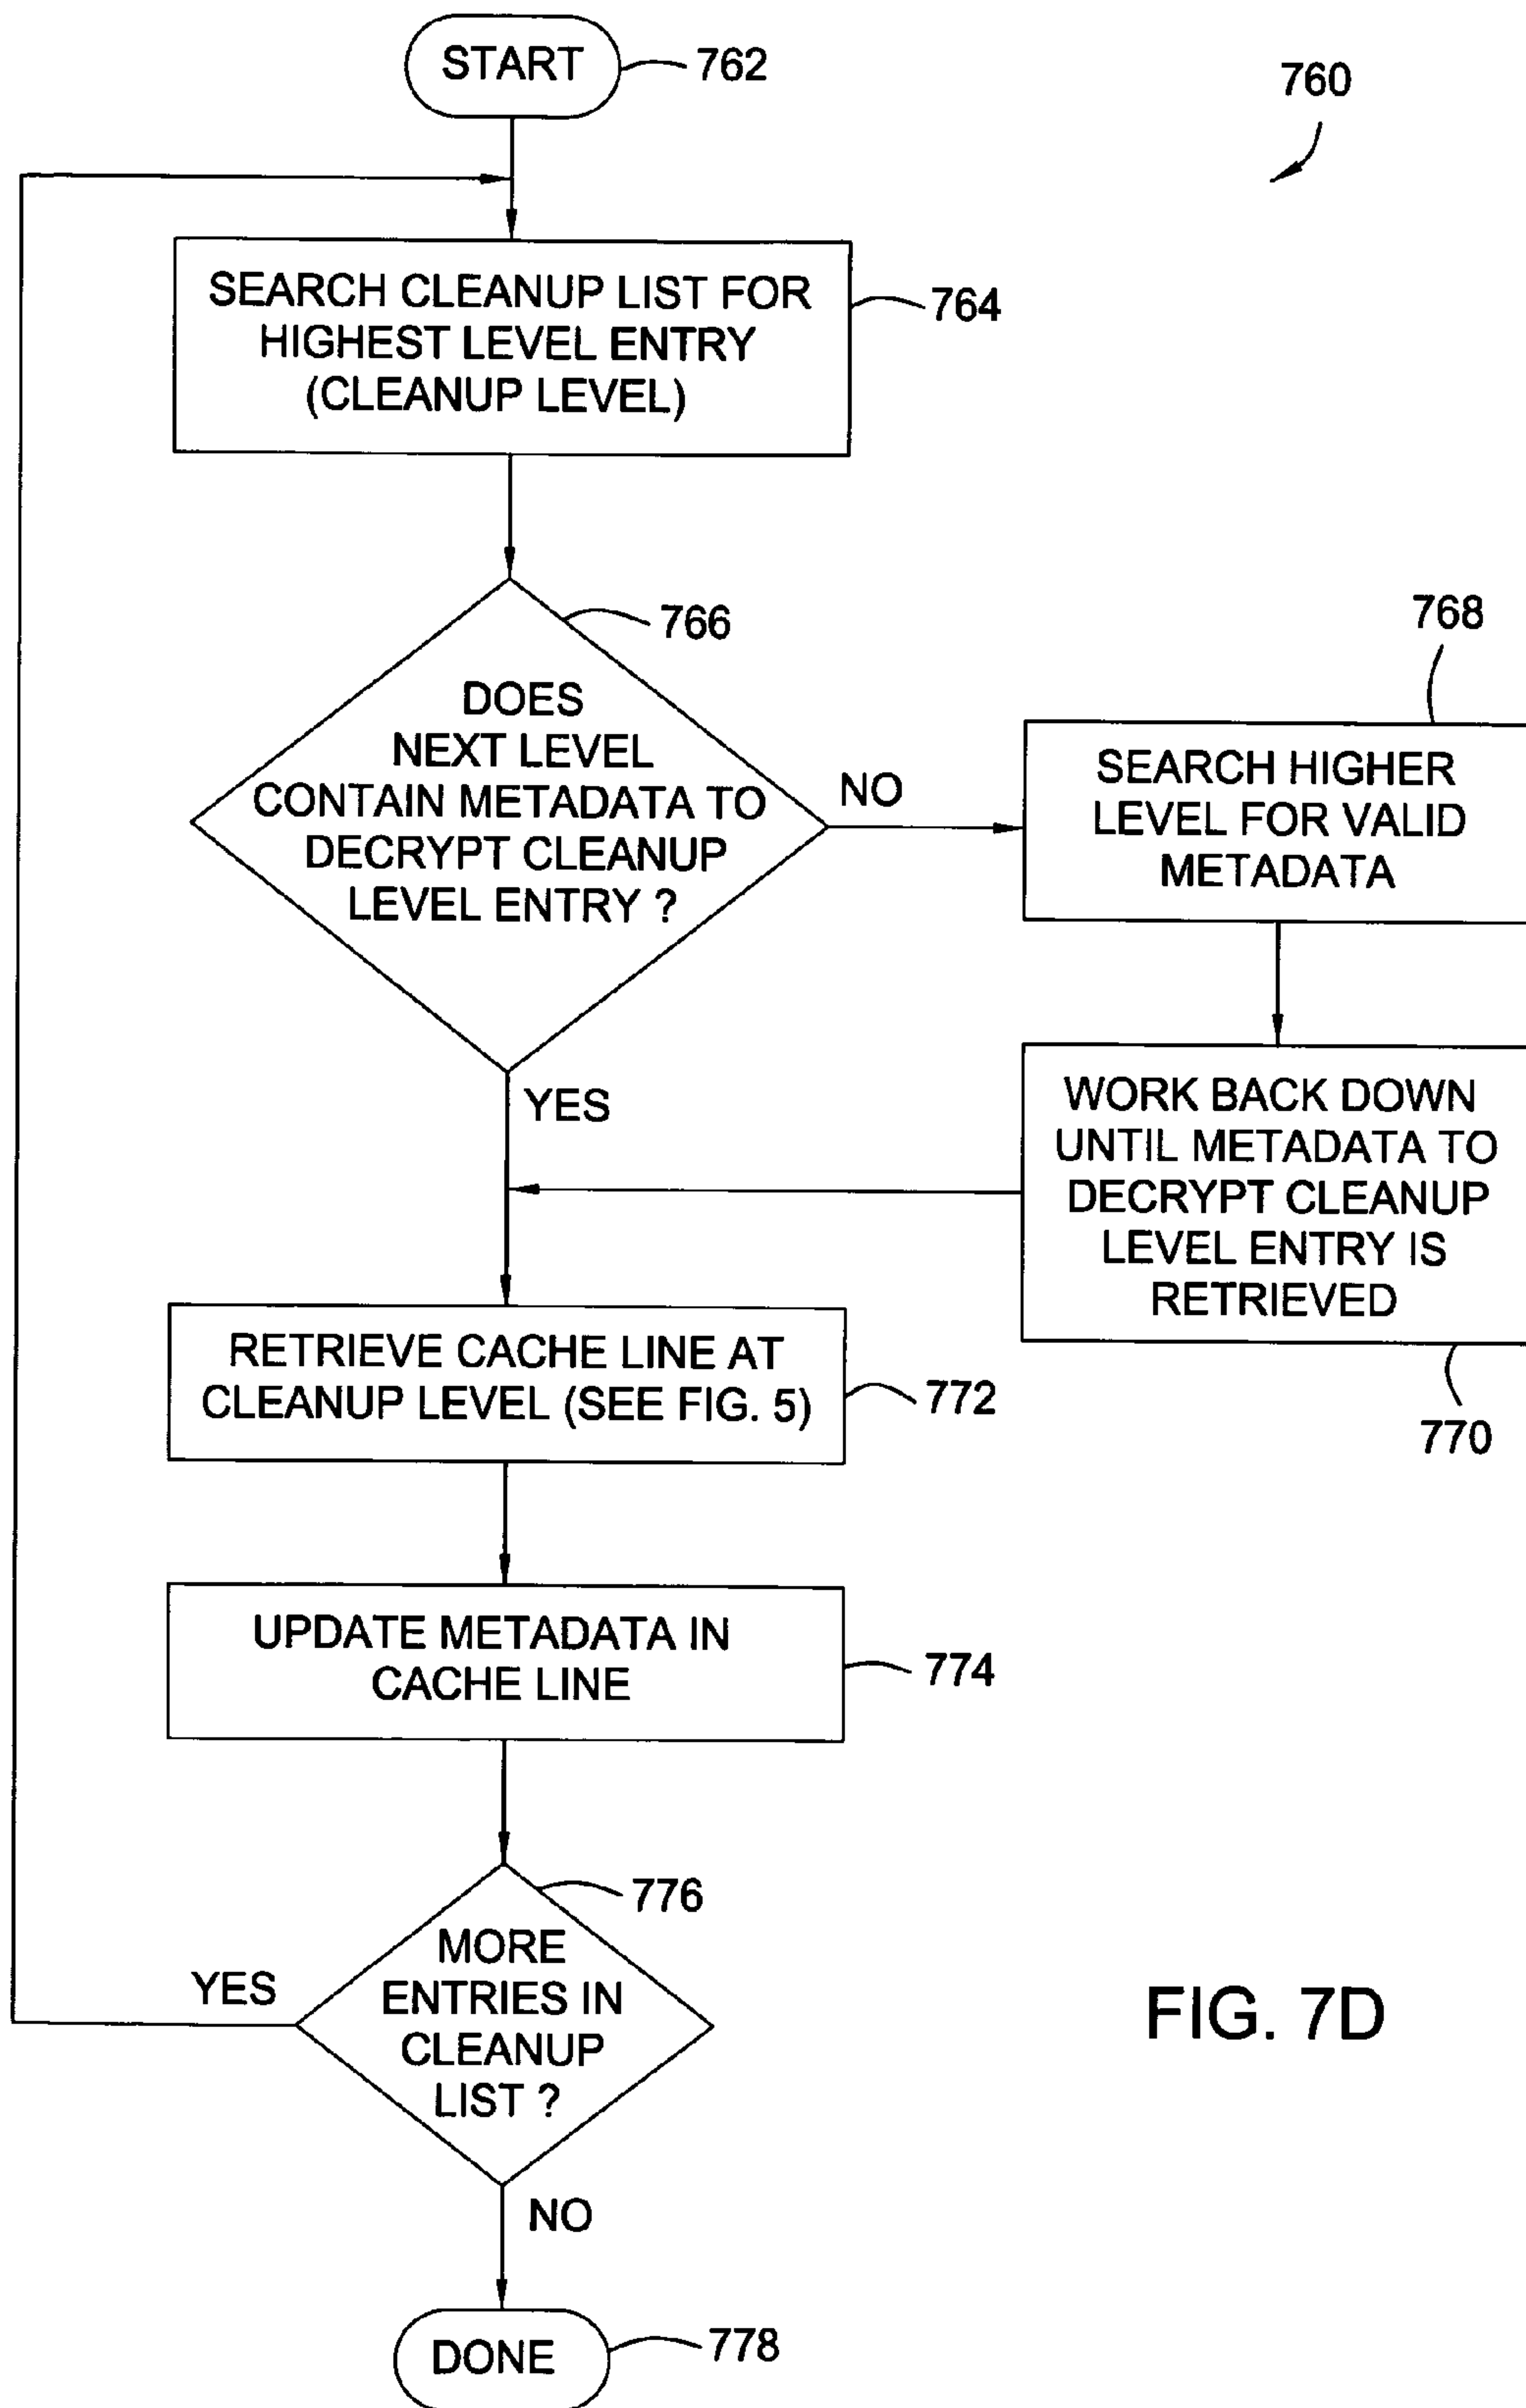 START
762
760
SEARCH CLEANUP LIST FOR
HIGHEST LEVEL ENTRY
(CLEANUP LEVEL)
764
766
DOES
NEXT LEVEL
CONTAIN METADATA TO
DECRYPT CLEANUP
LEVEL ENTRY ?
NO
768
SEARCH HIGHER
LEVEL FOR VALID
METADATA
YES
WORK BACK DOWN
UNTIL METADATA TO
DECRYPT CLEANUP
LEVEL ENTRY IS
RETRIEVED
770
RETRIEVE CACHE LINE AT
CLEANUP LEVEL (SEE FIG. 5)
772
UPDATE METADATA IN
CACHE LINE
774
776
MORE
ENTRIES IN
CLEANUP
LIST ?
YES
NO
DONE
778
FIG. 7D